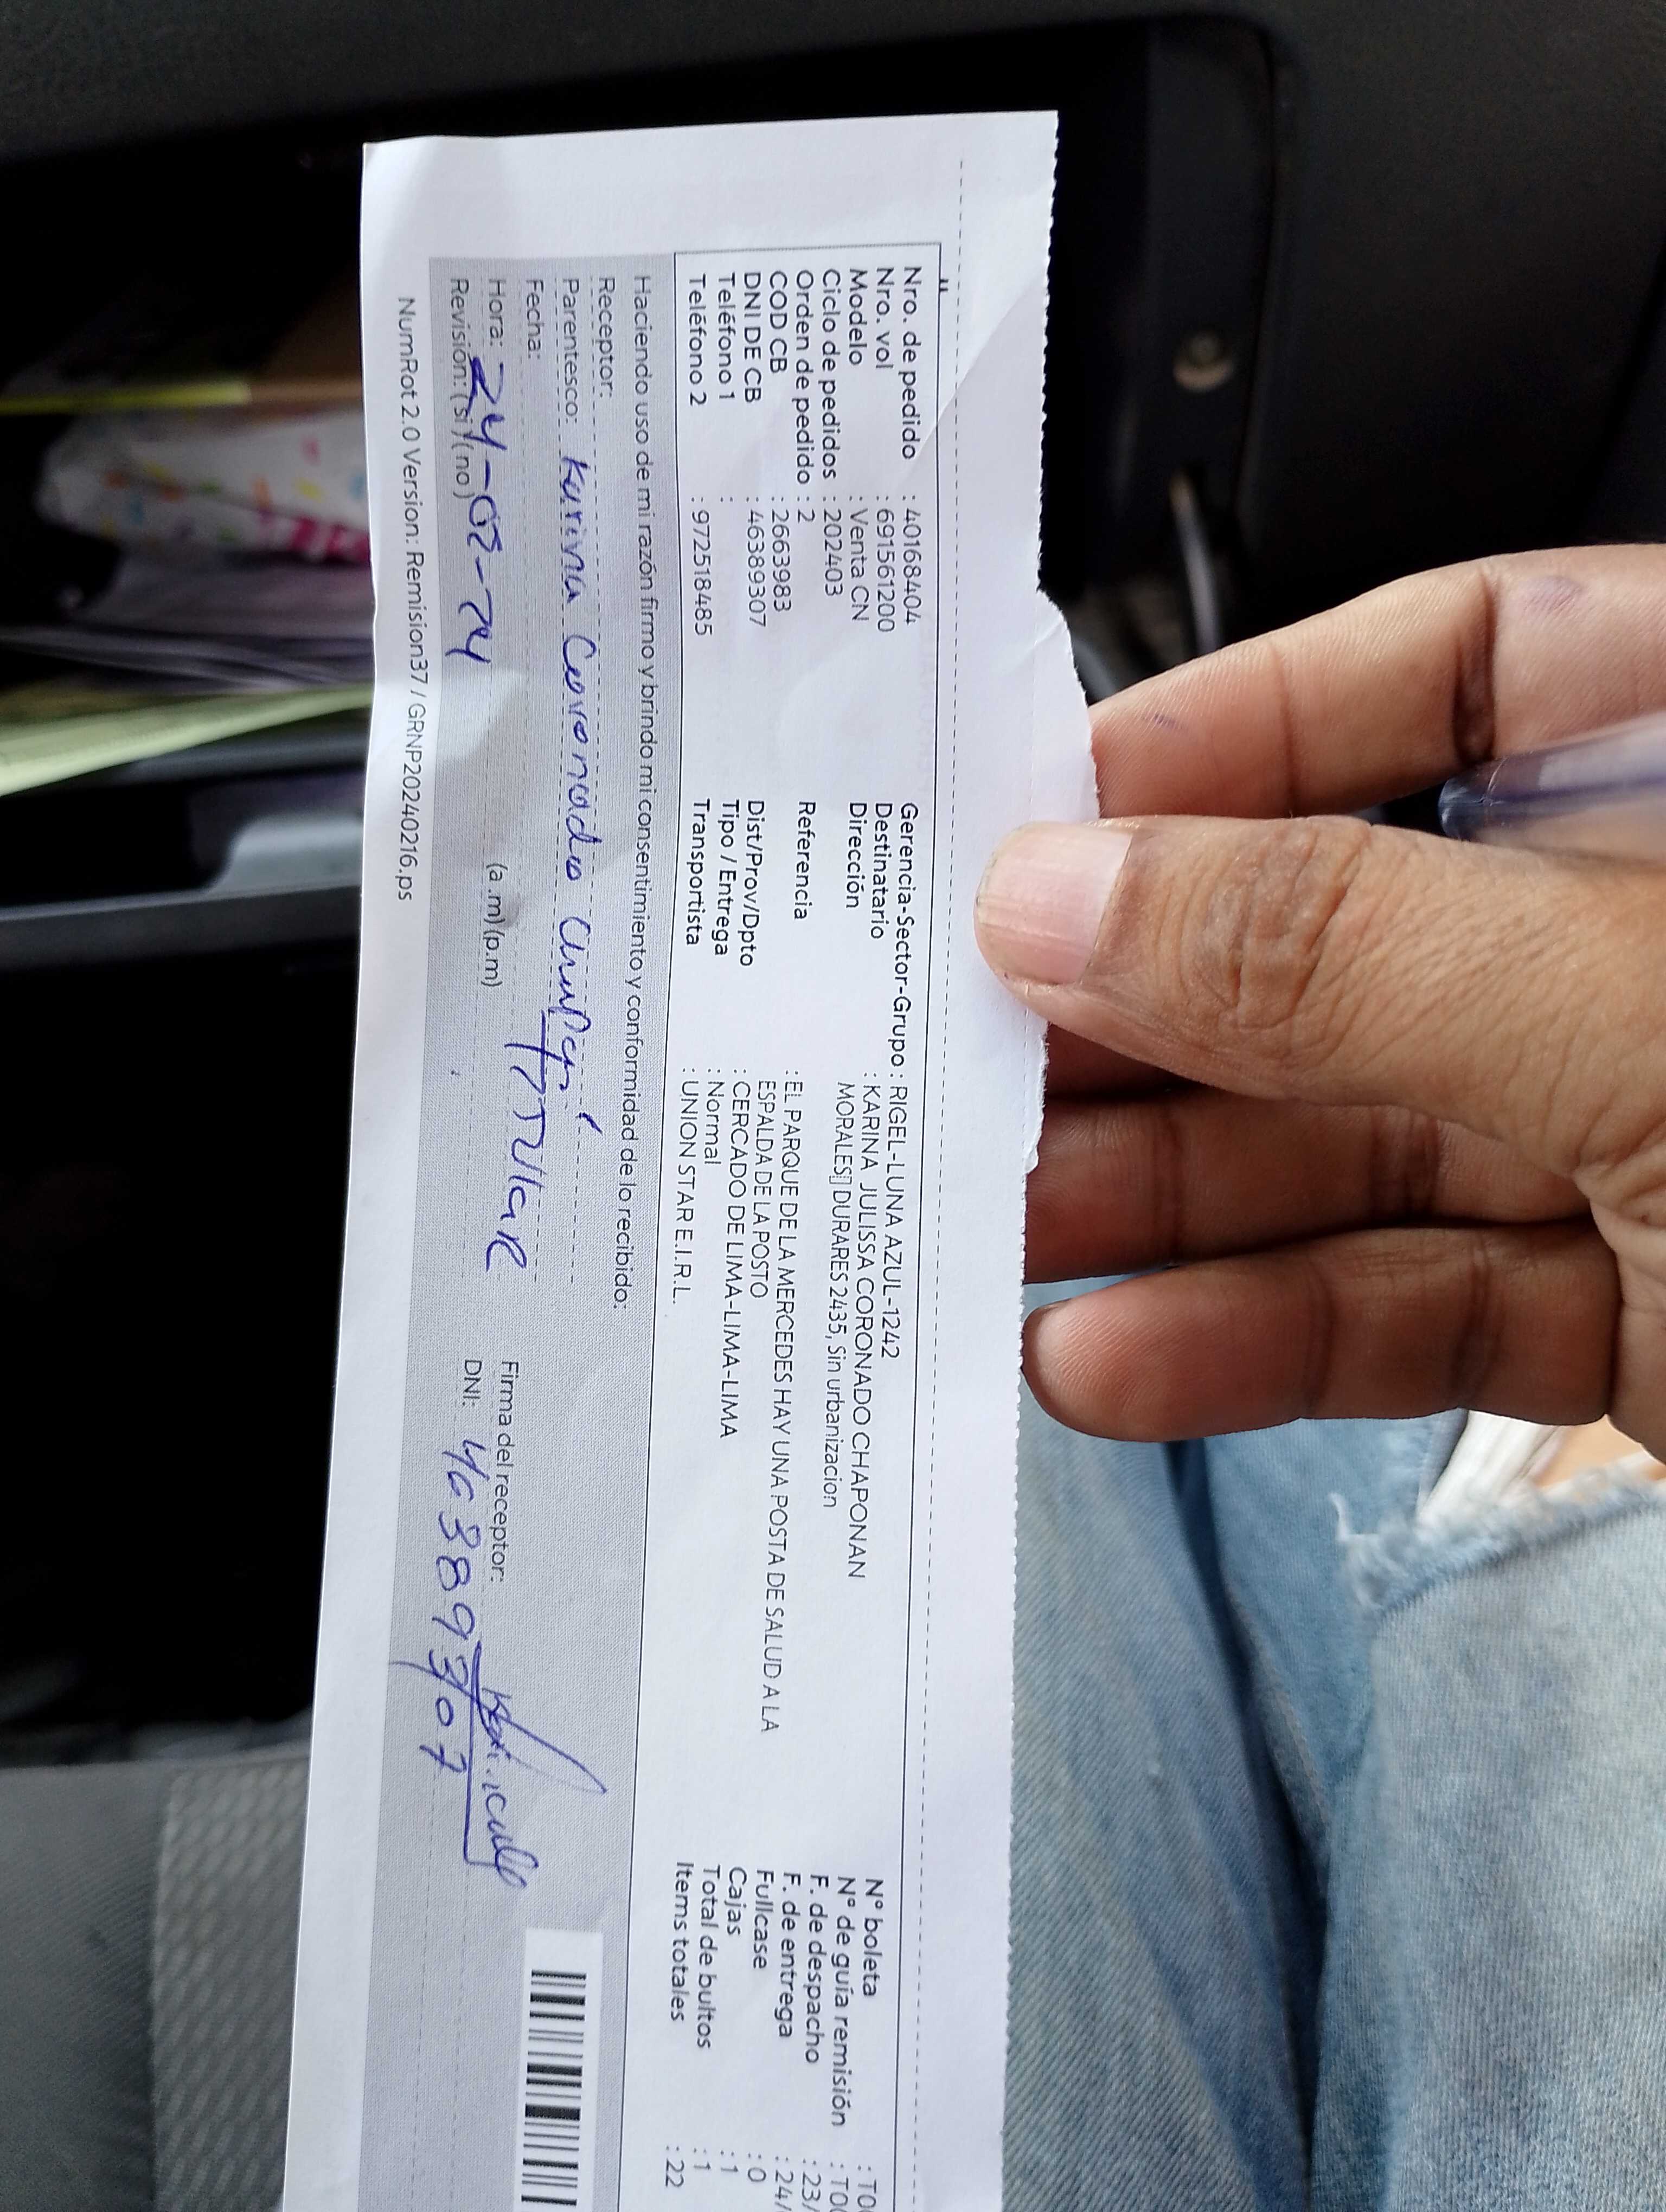 Nro. de pedido : 40168404
Nro. vol : 691561200
Modelo : Venta CN
Ciclo de pedidos : 202403
Orden de pedido : 2
COD CB : 2663983
DNI DE CB : 46389307
Teléfono 1 :
Teléfono 2 : 972518485
Gerencia-Sector-Grupo : RIGEL-LUNA AZUL-1242
Destinatario : KARINA JULISSA CORONADO CHAPONAN
Dirección MORALES DURARES 2435, Sin urbanizacion
Referencia : EL PARQUE DE LA MERCEDES HAY UNA POSTA DE SALUD A LA
ESPALDA DE LA POSTO
Dist/Prov/Dpto : CERCADO DE LIMA-LIMA-LIMA
Tipo / Entrega : Normal
Transportista : UNION STAR E.I.R.L.
N° boleta : T0
N° de guía remisión : T0
F. de despacho : 23/
F. de entrega : 24/
Fullcase : 0
Cajas : 1
Total de bultos : 1
Items totales : 22
Haciendo uso de mi razón firmo y brindo mi consentimiento y conformidad de lo recibido:
Receptor:
Parentesco: Karina Coronado
TITULAR
Fecha:
Hora: 24-02-24 (a .m) (p.m)
Revisión: (si) (no)
Firma del receptor:
DNI: 46389307
NumRot 2.0 Version: Remision37 / GRNP20240216.ps